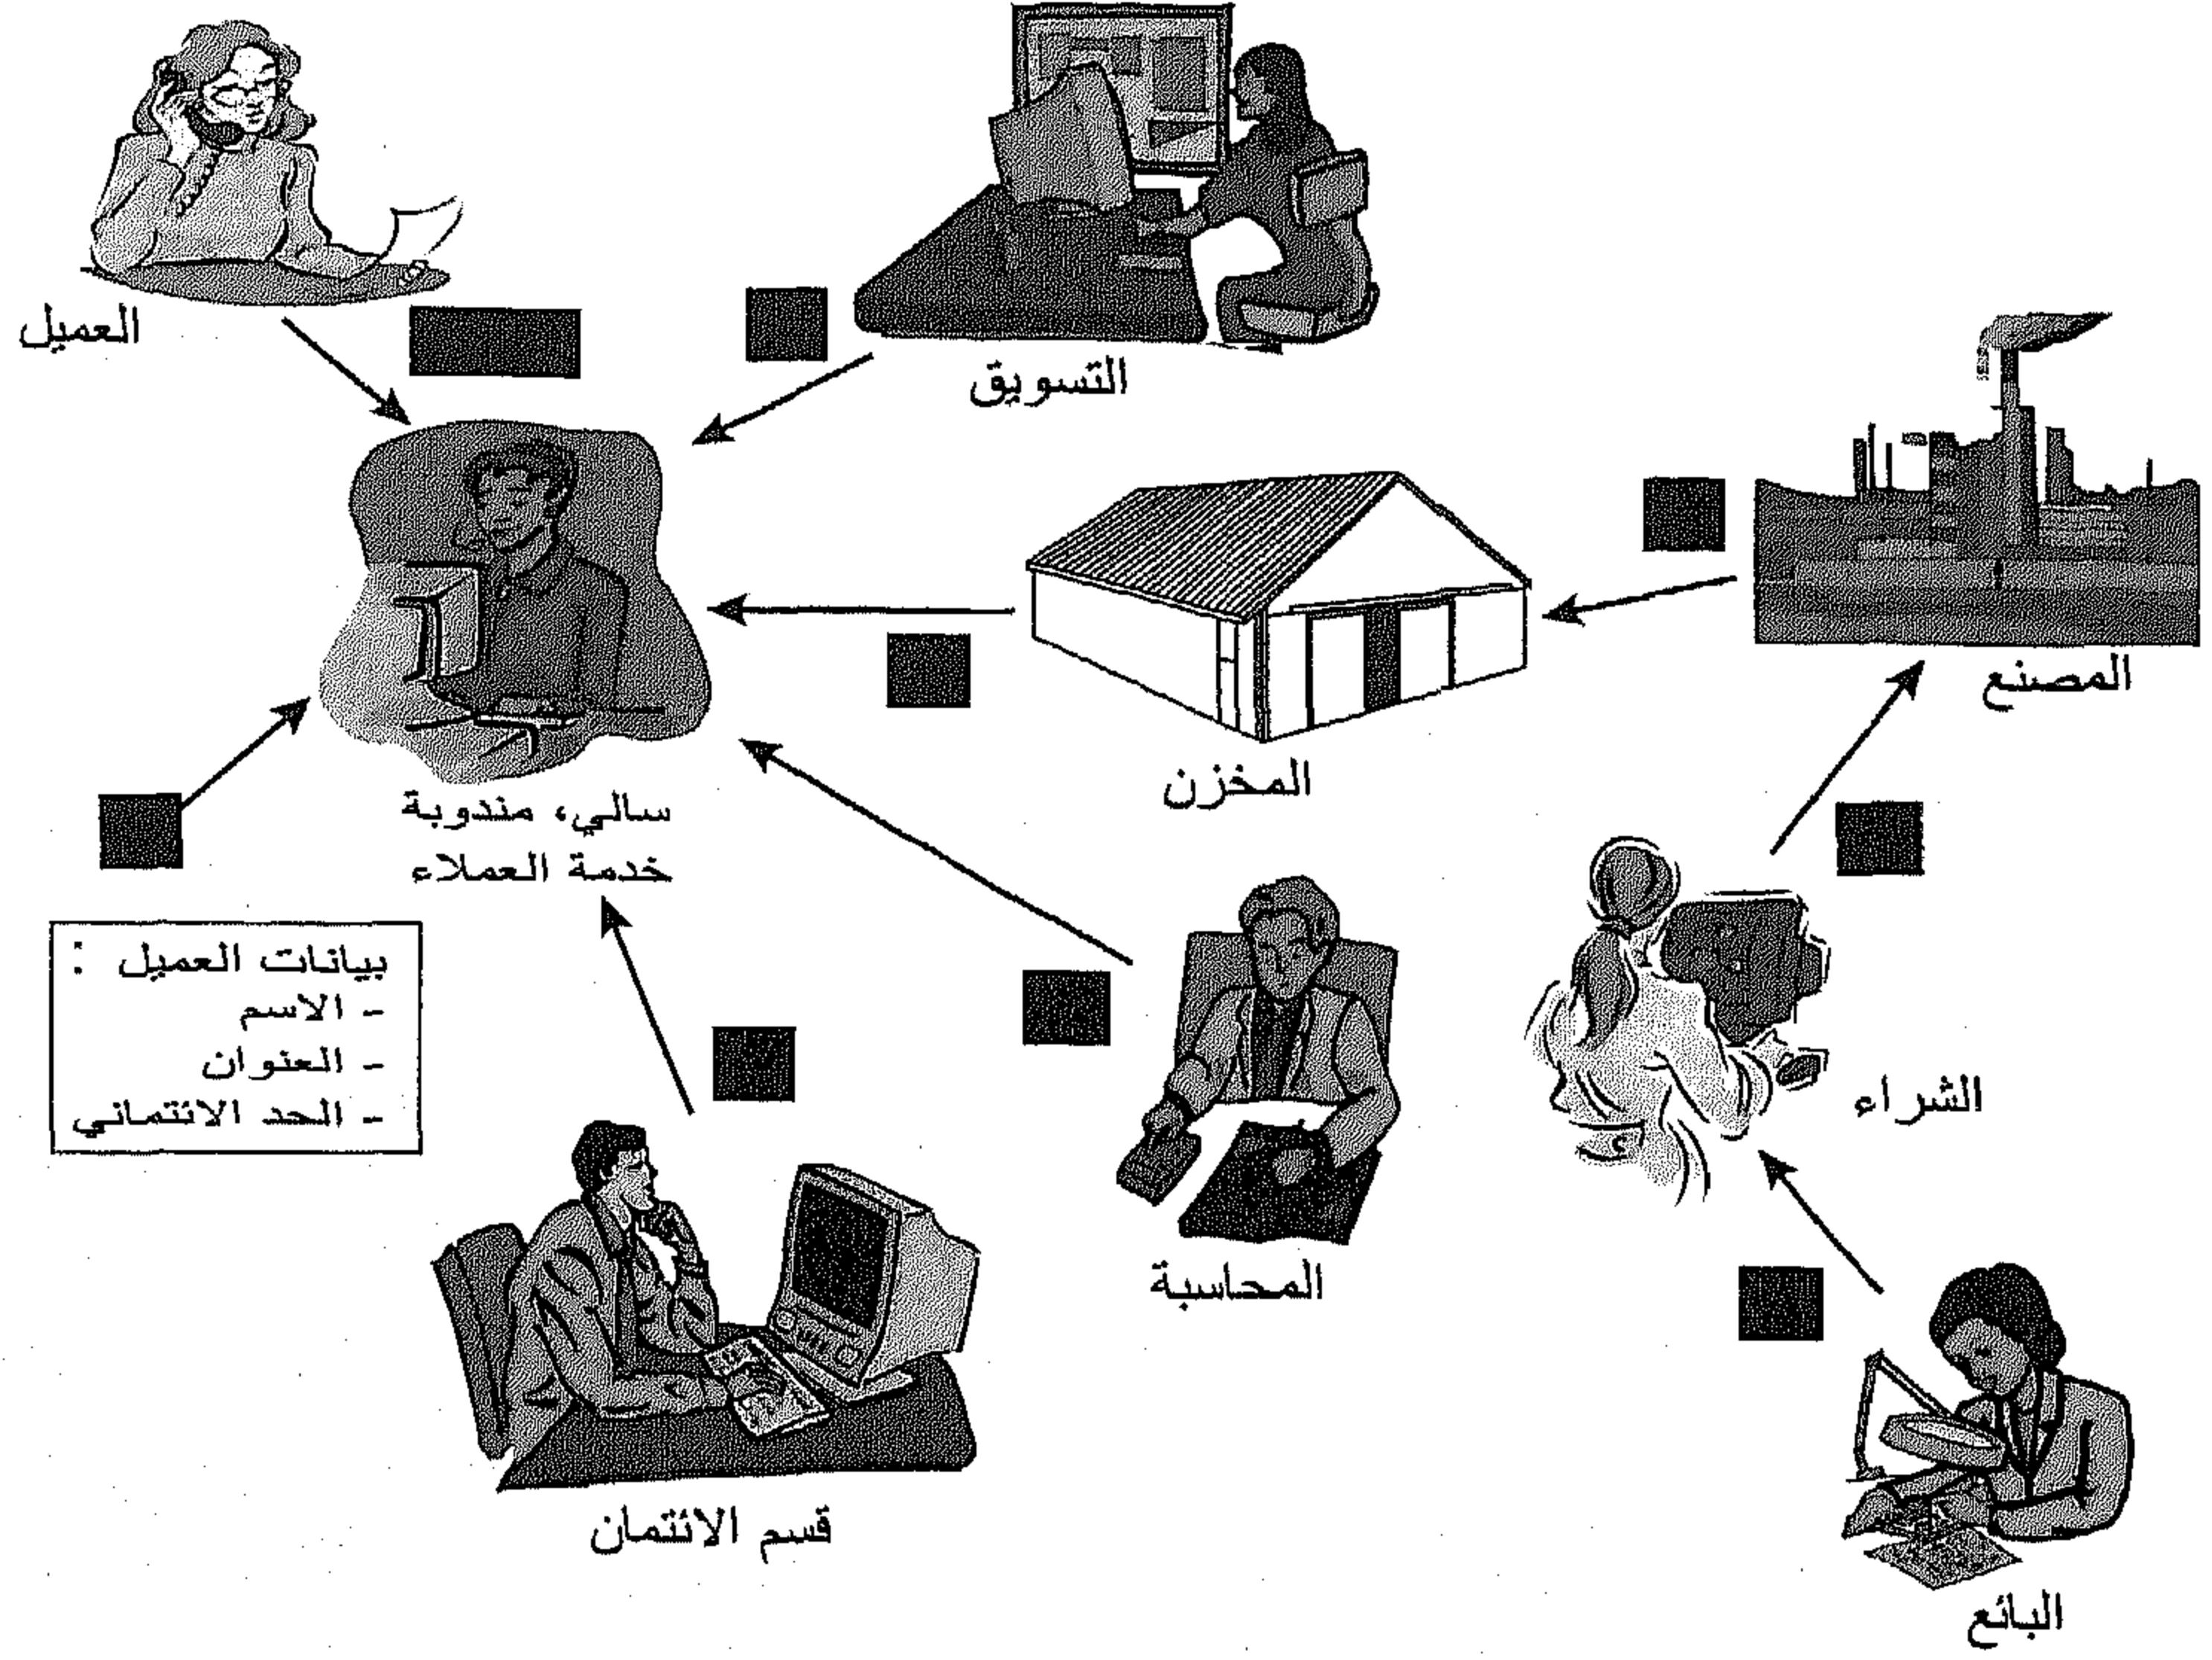 العميل
التسويق
المصنع
المخزن
سالي، مندوبة
خدمة العملاء
بيانات العميل :
- الاسم
- العنوان
- الحد الائتماني
الشراء
المحاسبة
قسم الائتمان
البائع